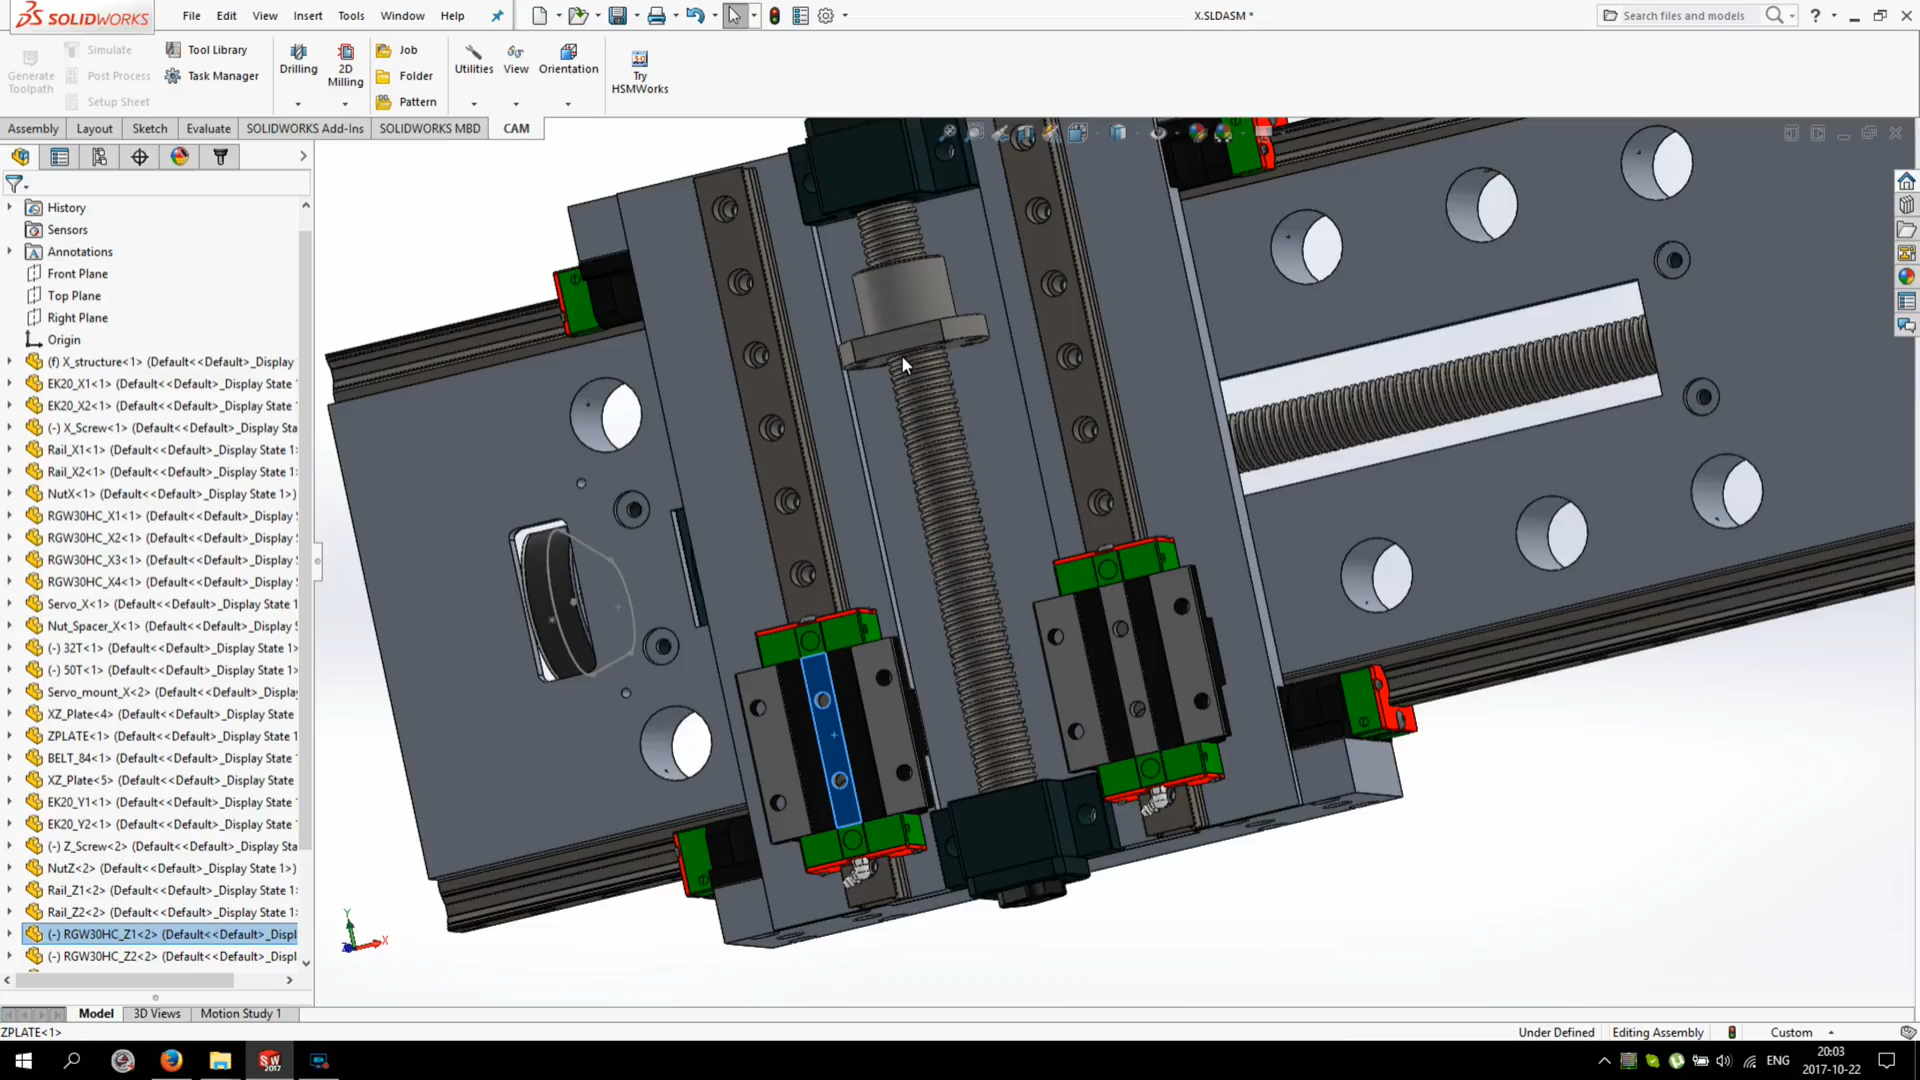 SOLIDWORKS
File Edit View Insert Tools Window Help
X.SLDASM *
Search files and models
Generate Toolpath
Simulate
Post Process
Setup Sheet
Tool Library
Task Manager
Drilling
2D Milling
Job
Folder
Pattern
Utilities
View
Orientation
Try HSMWorks
Assembly Layout Sketch Evaluate SOLIDWORKS Add-Ins SOLIDWORKS MBD CAM
History
Sensors
Annotations
Front Plane
Top Plane
Right Plane
Origin
(f) X_structure<1> (Default<<Default>_Display
EK20_X1<1> (Default<<Default>_Display State
EK20_X2<1> (Default<<Default>_Display State
(-) X_Screw<1> (Default<<Default>_Display Sta
Rail_X1<1> (Default<<Default>_Display State 1
Rail_X2<1> (Default<<Default>_Display State 1
NutX<1> (Default<<Default>_Display State 1>)
RGW30HC_X1<1> (Default<<Default>_Display
RGW30HC_X2<1> (Default<<Default>_Display
RGW30HC_X3<1> (Default<<Default>_Display
RGW30HC_X4<1> (Default<<Default>_Display
Servo_X<1> (Default<<Default>_Display State
Nut_Spacer_X<1> (Default<<Default>_Display
(-) 32T<1> (Default<<Default>_Display State 1
(-) 50T<1> (Default<<Default>_Display State 1
Servo_mount_X<2> (Default<<Default>_Display
XZ_Plate<4> (Default<<Default>_Display State
ZPLATE<1> (Default<<Default>_Display State 1
BELT_84<1> (Default<<Default>_Display State
XZ_Plate<5> (Default<<Default>_Display State
EK20_Y1<1> (Default<<Default>_Display State
EK20_Y2<1> (Default<<Default>_Display State
(-) Z_Screw<2> (Default<<Default>_Display Sta
NutZ<2> (Default<<Default>_Display State 1>)
Rail_Z1<2> (Default<<Default>_Display State 1
Rail_Z2<2> (Default<<Default>_Display State 1
(-) RGW30HC_Z1<2> (Default<<Default>_Displ
(-) RGW30HC_Z2<2> (Default<<Default>_Displ
Y
X
Model 3D Views Motion Study 1
ZPLATE<1>
Under Defined Editing Assembly Custom
SW 2017
ENG
20:03
2017-10-22